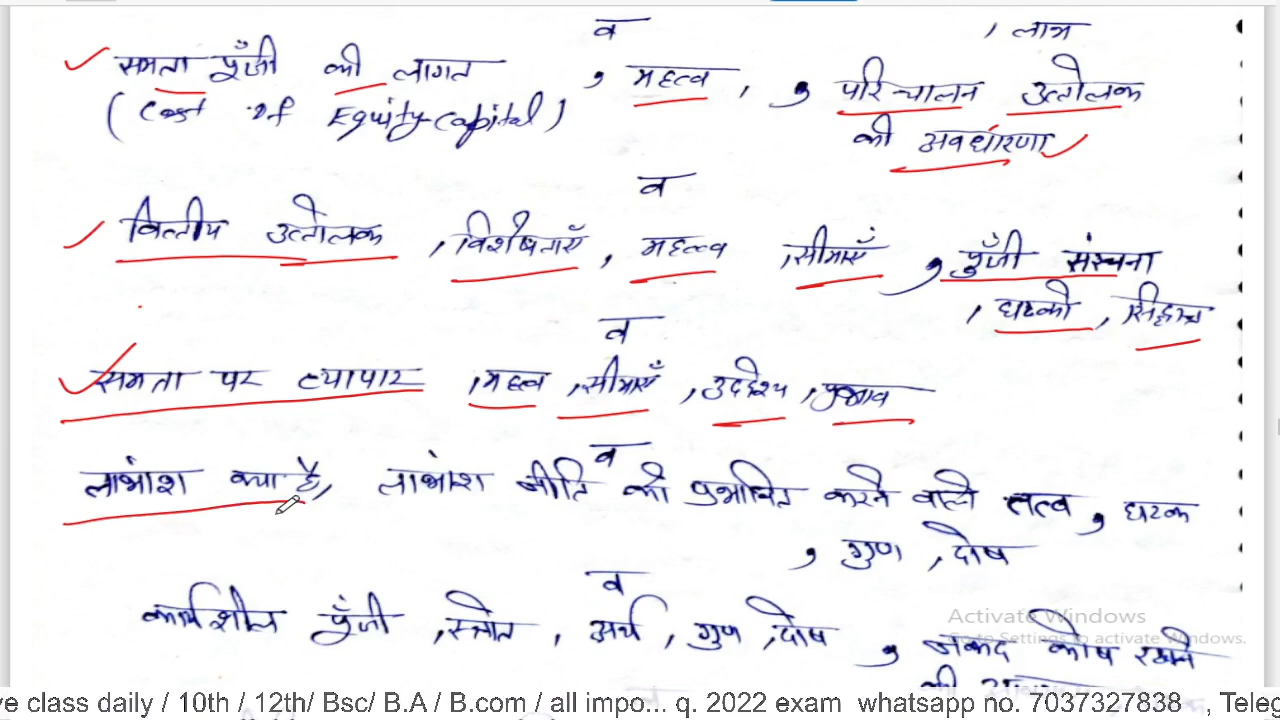 व , लाभ
समता पूँजी की लागत , महत्व , , परिचालन उत्तोलक
( Cost of Equity Capital ) की अवधारणा
व
वित्तीय उत्तोलक , विशेषताएँ , महत्व , सीमाएँ , पूँजी संरचना
, घटको , सिद्धान्त
व
समता पर व्यापार , महत्व , सीमाएँ , उद्देश्य , प्रभाव
व
लाभांश क्या है, लाभांश नीति को प्रभावित करने वाले तत्व , घटक
, गुण , दोष
व
कार्यशील पूँजी , स्त्रोत , अर्थ , गुण , दोष , नकद कोष रखने
की
Activate Windows
Go to Settings to activate Windows.
ve class daily / 10th / 12th/ Bsc/ B.A / B.com / all impo... q. 2022 exam whatsapp no. 7037327838 , Teleg